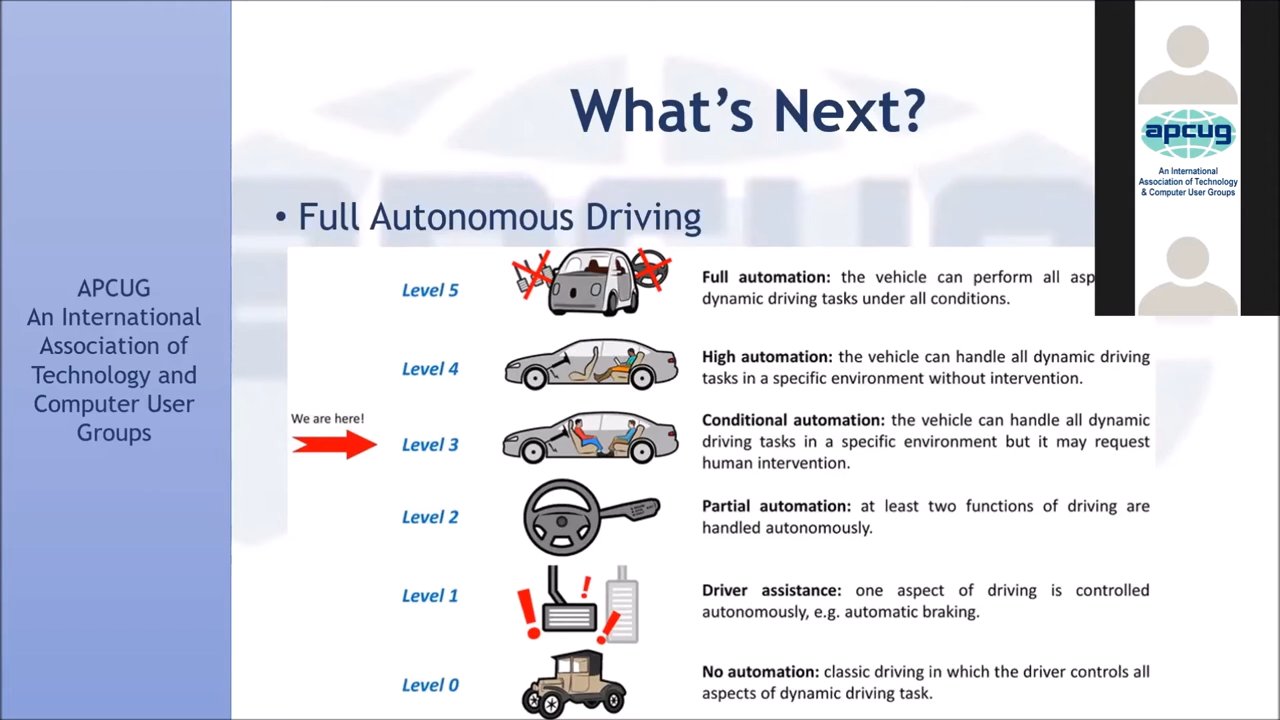 What's Next?
• Full Autonomous Driving
APCUG
An International
Association of
Technology and
Computer User
Groups
Level 5
Full automation: the vehicle can perform all
dynamic driving tasks under all conditions.
Level 4
High automation: the vehicle can handle all dynamic driving
tasks in a specific environment without intervention.
We are here!
Level 3
Conditional automation: the vehicle can handle all dynamic
driving tasks in a specific environment but it may request
human intervention.
Level 2
Partial automation: at least two functions of driving are
handled autonomously.
Level 1
Driver assistance: one aspect of driving is controlled
autonomously, e.g. automatic braking.
Level 0
No automation: classic driving in which the driver controls all
aspects of dynamic driving task.
apcug
An International
Association of Technology
& Computer User Groups